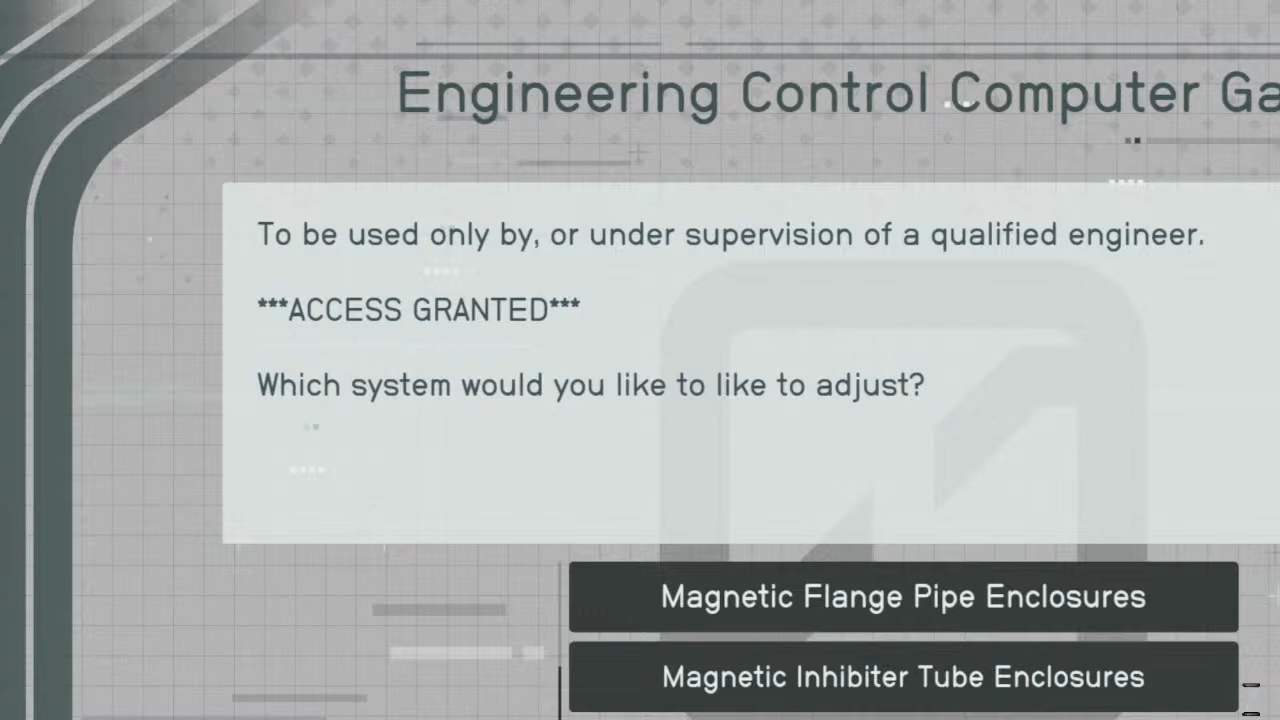 Engineering Control Computer Ga
To be used only by, or under supervision of a qualified engineer.
***ACCESS GRANTED***
Which system would you like to like to adjust?
Magnetic Flange Pipe Enclosures
Magnetic Inhibiter Tube Enclosures